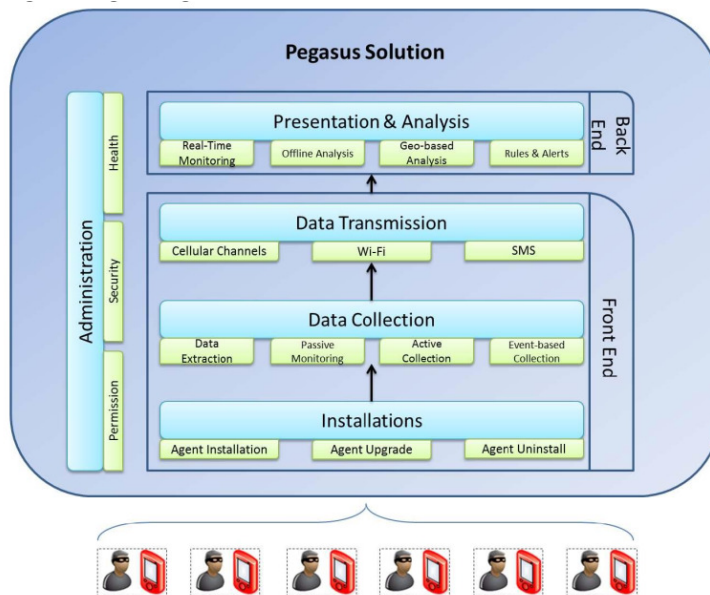 Pegasus Solution
Administration
Health
Security
Permission
Presentation & Analysis
Real-Time
Monitoring
Offline Analysis
Geo-based
Analysis
Rules & Alerts
Back
End
Data Transmission
Cellular Channels
Wi-Fi
SMS
Data Collection
Data
Extraction
Passive
Monitoring
Active
Collection
Event-based
Collection
Front End
Installations
Agent Installation
Agent Upgrade
Agent Uninstall